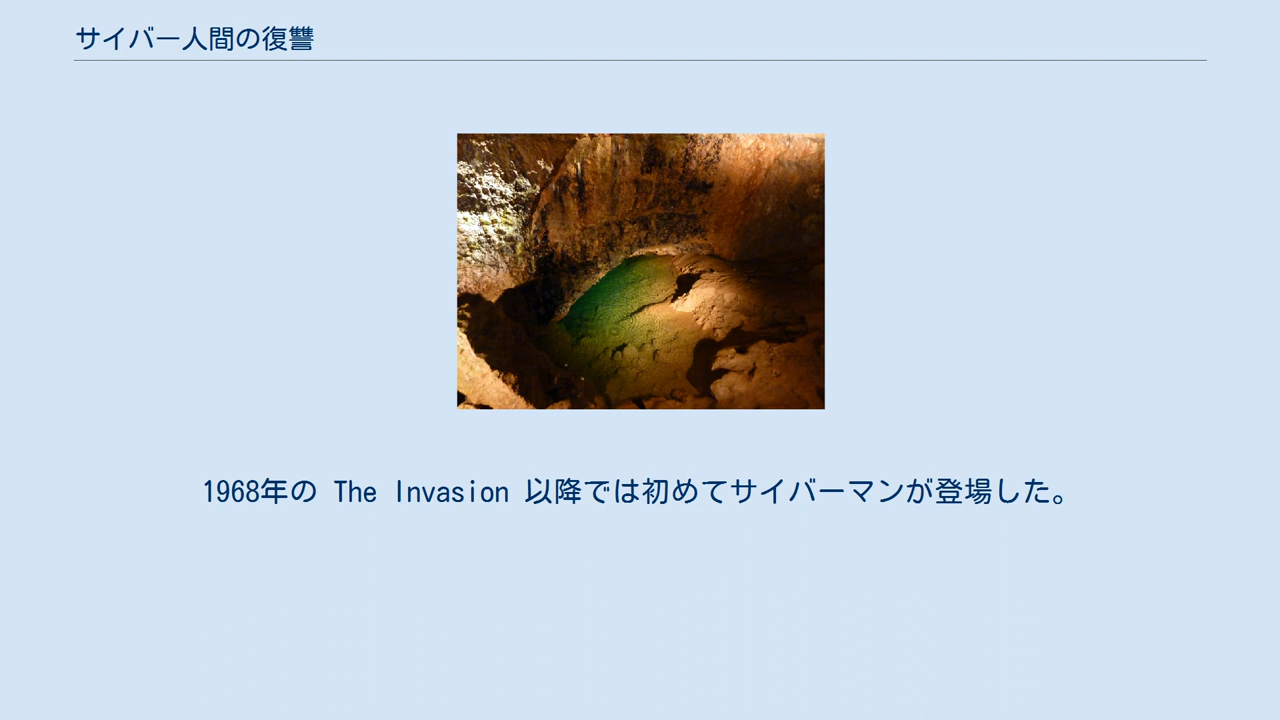 サイバー人間の復讐
1968年の The Invasion 以降では初めてサイバーマンが登場した。